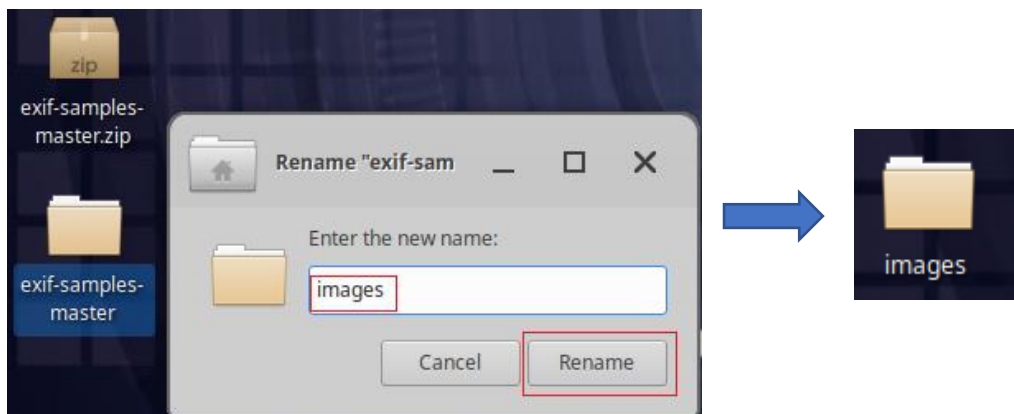 zip
exif-samples-
master.zip
exif-samples-
master
Rename "exif-sam
Enter the new name:
images
Cancel
Rename
images